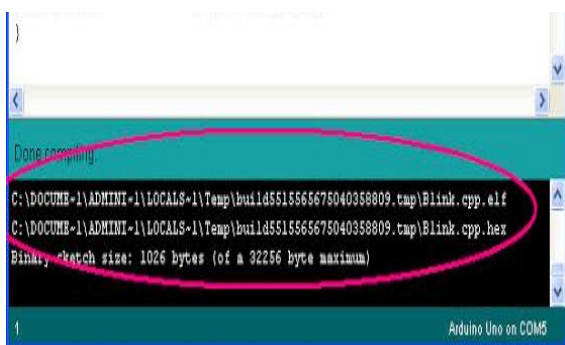 }
Done compiling.
C:\DOCUME~1\ADMINI~1\LOCALS~1\Temp\build5515565675040358809.tmp\Blink.cpp.elf
C:\DOCUME~1\ADMINI~1\LOCALS~1\Temp\build5515565675040358809.tmp\Blink.cpp.hex
Binary sketch size: 1026 bytes (of a 32256 byte maximum)
1 Arduino Uno on COM5